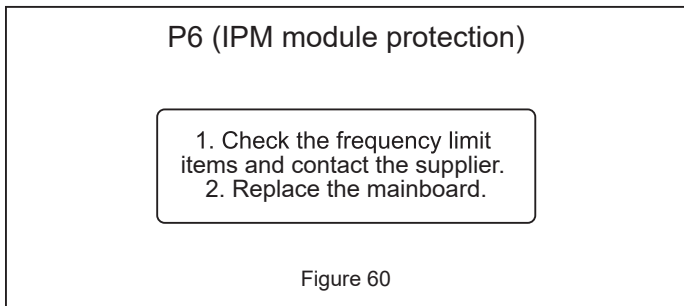 P6 (IPM module protection)
1. Check the frequency limit
items and contact the supplier.
2. Replace the mainboard.
Figure 60